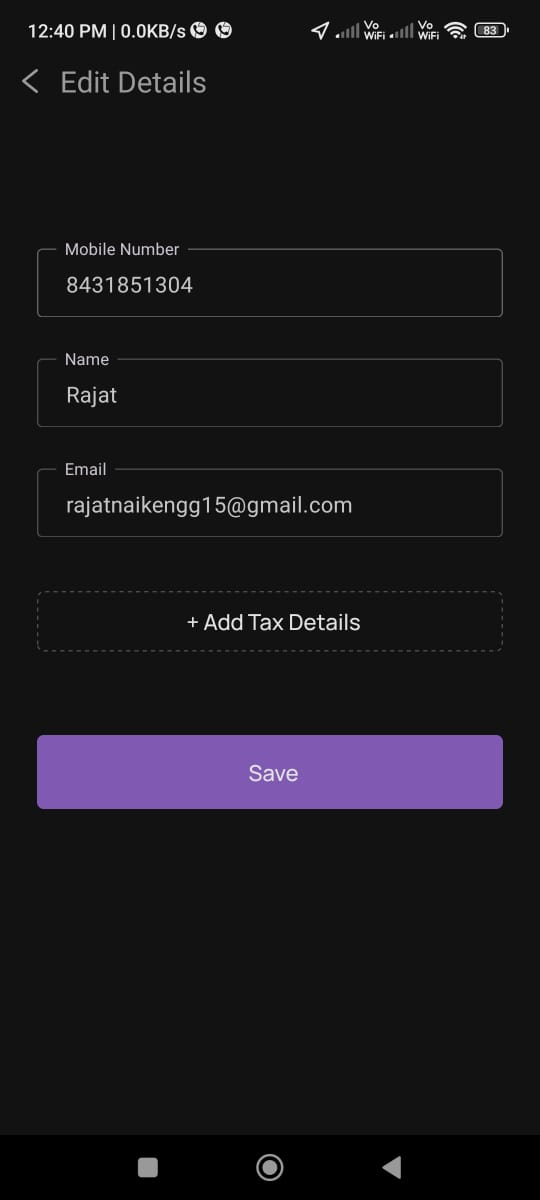 12:40 PM | 0.0KB/s Vo WiFi Vo WiFi 83
Edit Details
Mobile Number
8431851304
Name
Rajat
Email
rajatnaikengg15@gmail.com
+ Add Tax Details
Save